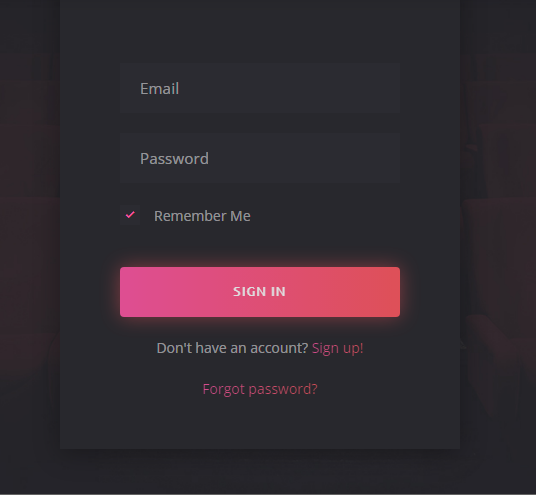 Email
Password
Remember Me
SIGN IN
Don't have an account? Sign up!
Forgot password?